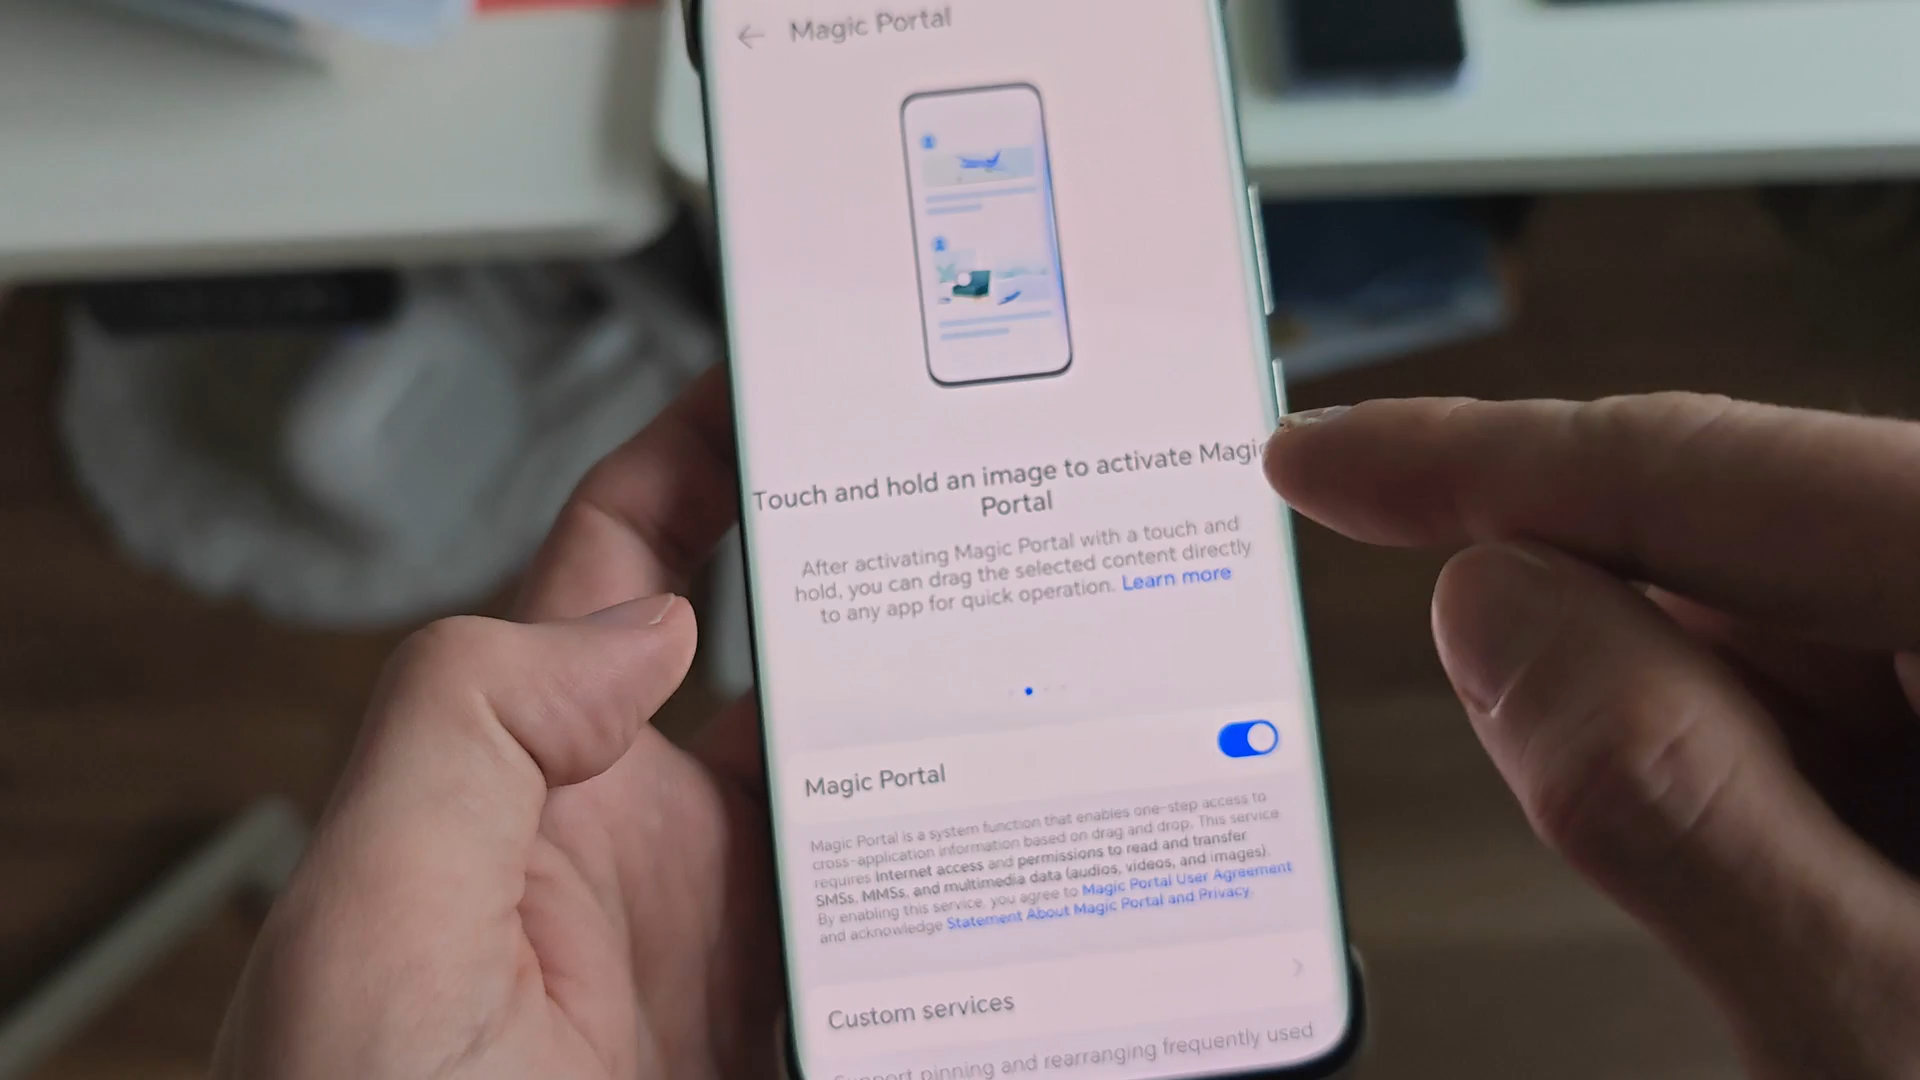 Magic Portal
Touch and hold an image to activate Magic
Portal
After activating Magic Portal with a touch and
hold, you can drag the selected content directly
to any app for quick operation. Learn more
Magic Portal
Magic Portal is a system function that enables one-step access to
cross-application information based on drag and drop. This service
requires Internet access and permissions to read and transfer
SMSs, MMSs, and multimedia data (audios, videos, and images).
By enabling this service, you agree to Magic Portal User Agreement
and acknowledge Statement About Magic Portal and Privacy.
Custom services
Support pinning and rearranging frequently used